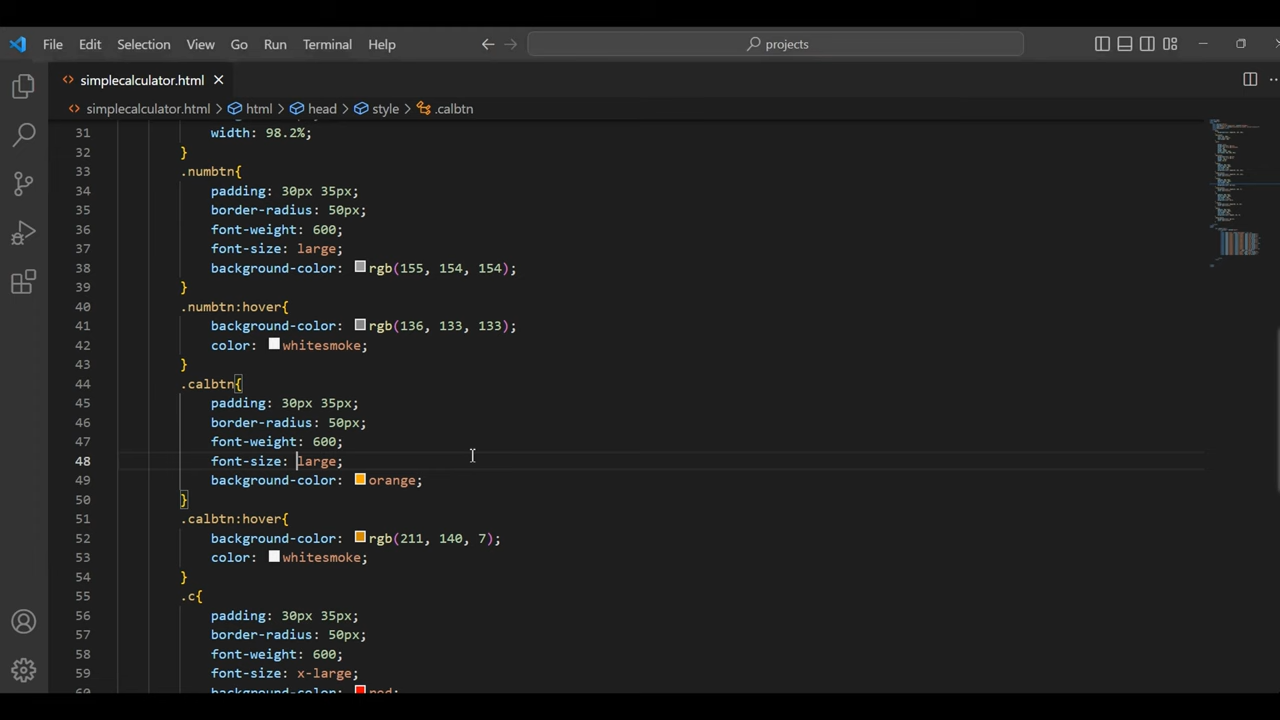 File Edit Selection View Go Run Terminal Help projects
simplecalculator.html
simplecalculator.html > html > head > style > .calbtn
31 width: 98.2%;
32 }
33 .numbtn{
34 padding: 30px 35px;
35 border-radius: 50px;
36 font-weight: 600;
37 font-size: large;
38 background-color: rgb(155, 154, 154);
39 }
40 .numbtn:hover{
41 background-color: rgb(136, 133, 133);
42 color: whitesmoke;
43 }
44 .calbtn{
45 padding: 30px 35px;
46 border-radius: 50px;
47 font-weight: 600;
48 font-size: large;
49 background-color: orange;
50 }
51 .calbtn:hover{
52 background-color: rgb(211, 140, 7);
53 color: whitesmoke;
54 }
55 .c{
56 padding: 30px 35px;
57 border-radius: 50px;
58 font-weight: 600;
59 font-size: x-large;
60 background-color: red;